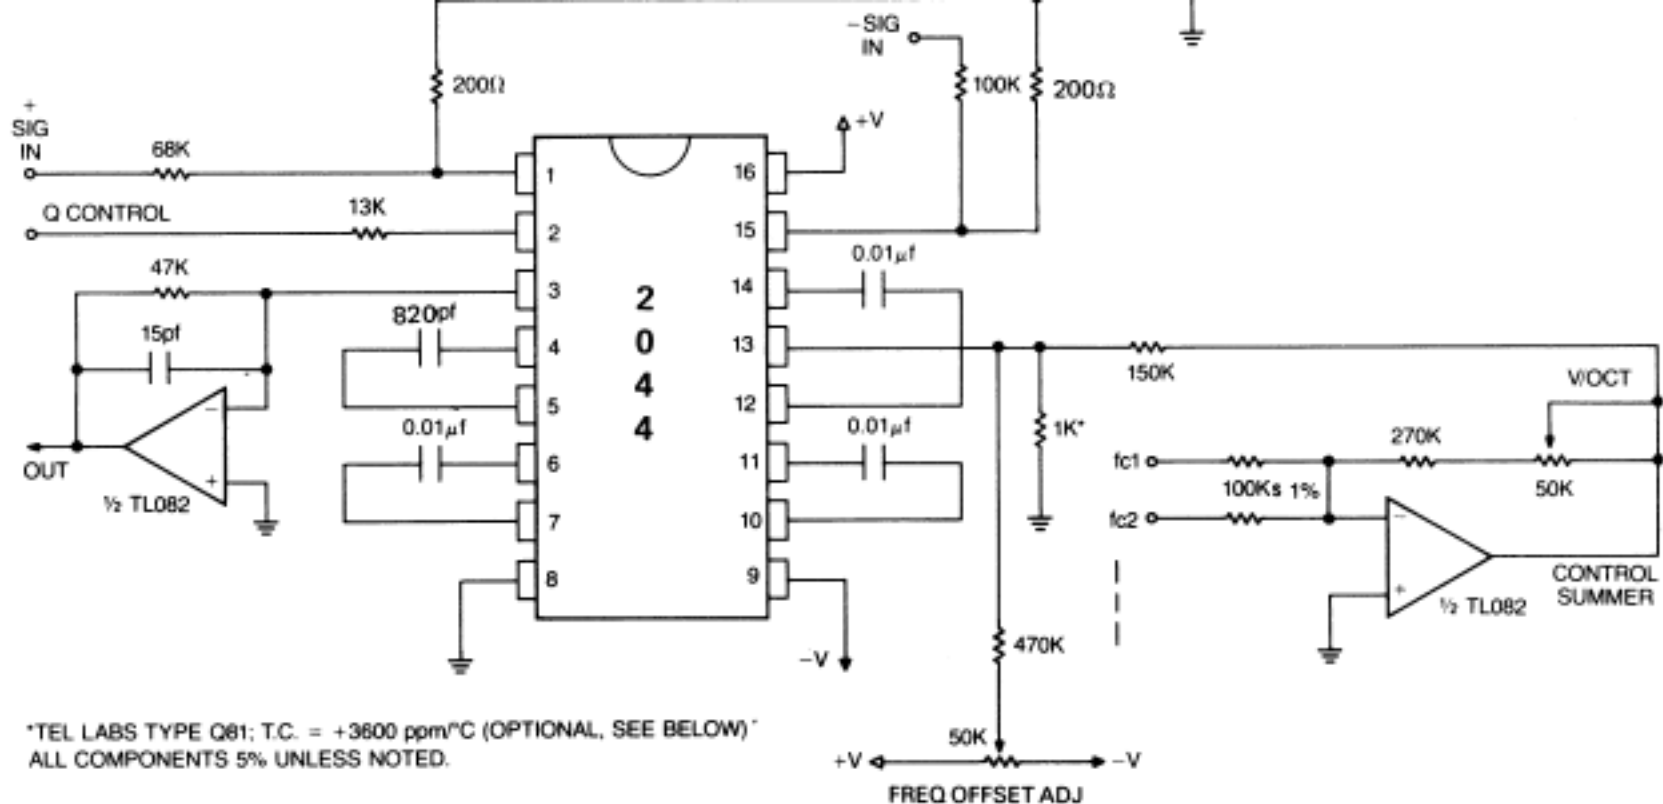 −SIG
IN
200Ω
100K
200Ω
+
SIG
IN
68K
+V
1
16
Q CONTROL
13K
2
15
47K
0.01µf
3
14
2
0
4
4
820pf
15pf
4
13
150K
V/OCT
5
12
0.01µf
0.01µf
1K*
270K
−
+
OUT
½ TL082
6
11
fc1
100Ks 1%
50K
7
10
fc2
−
+
8
9
CONTROL
SUMMER
½ TL082
−V
470K
*TEL LABS TYPE Q81; T.C. = +3600 ppm/°C (OPTIONAL, SEE BELOW)
ALL COMPONENTS 5% UNLESS NOTED.
50K
+V
−V
FREQ OFFSET ADJ